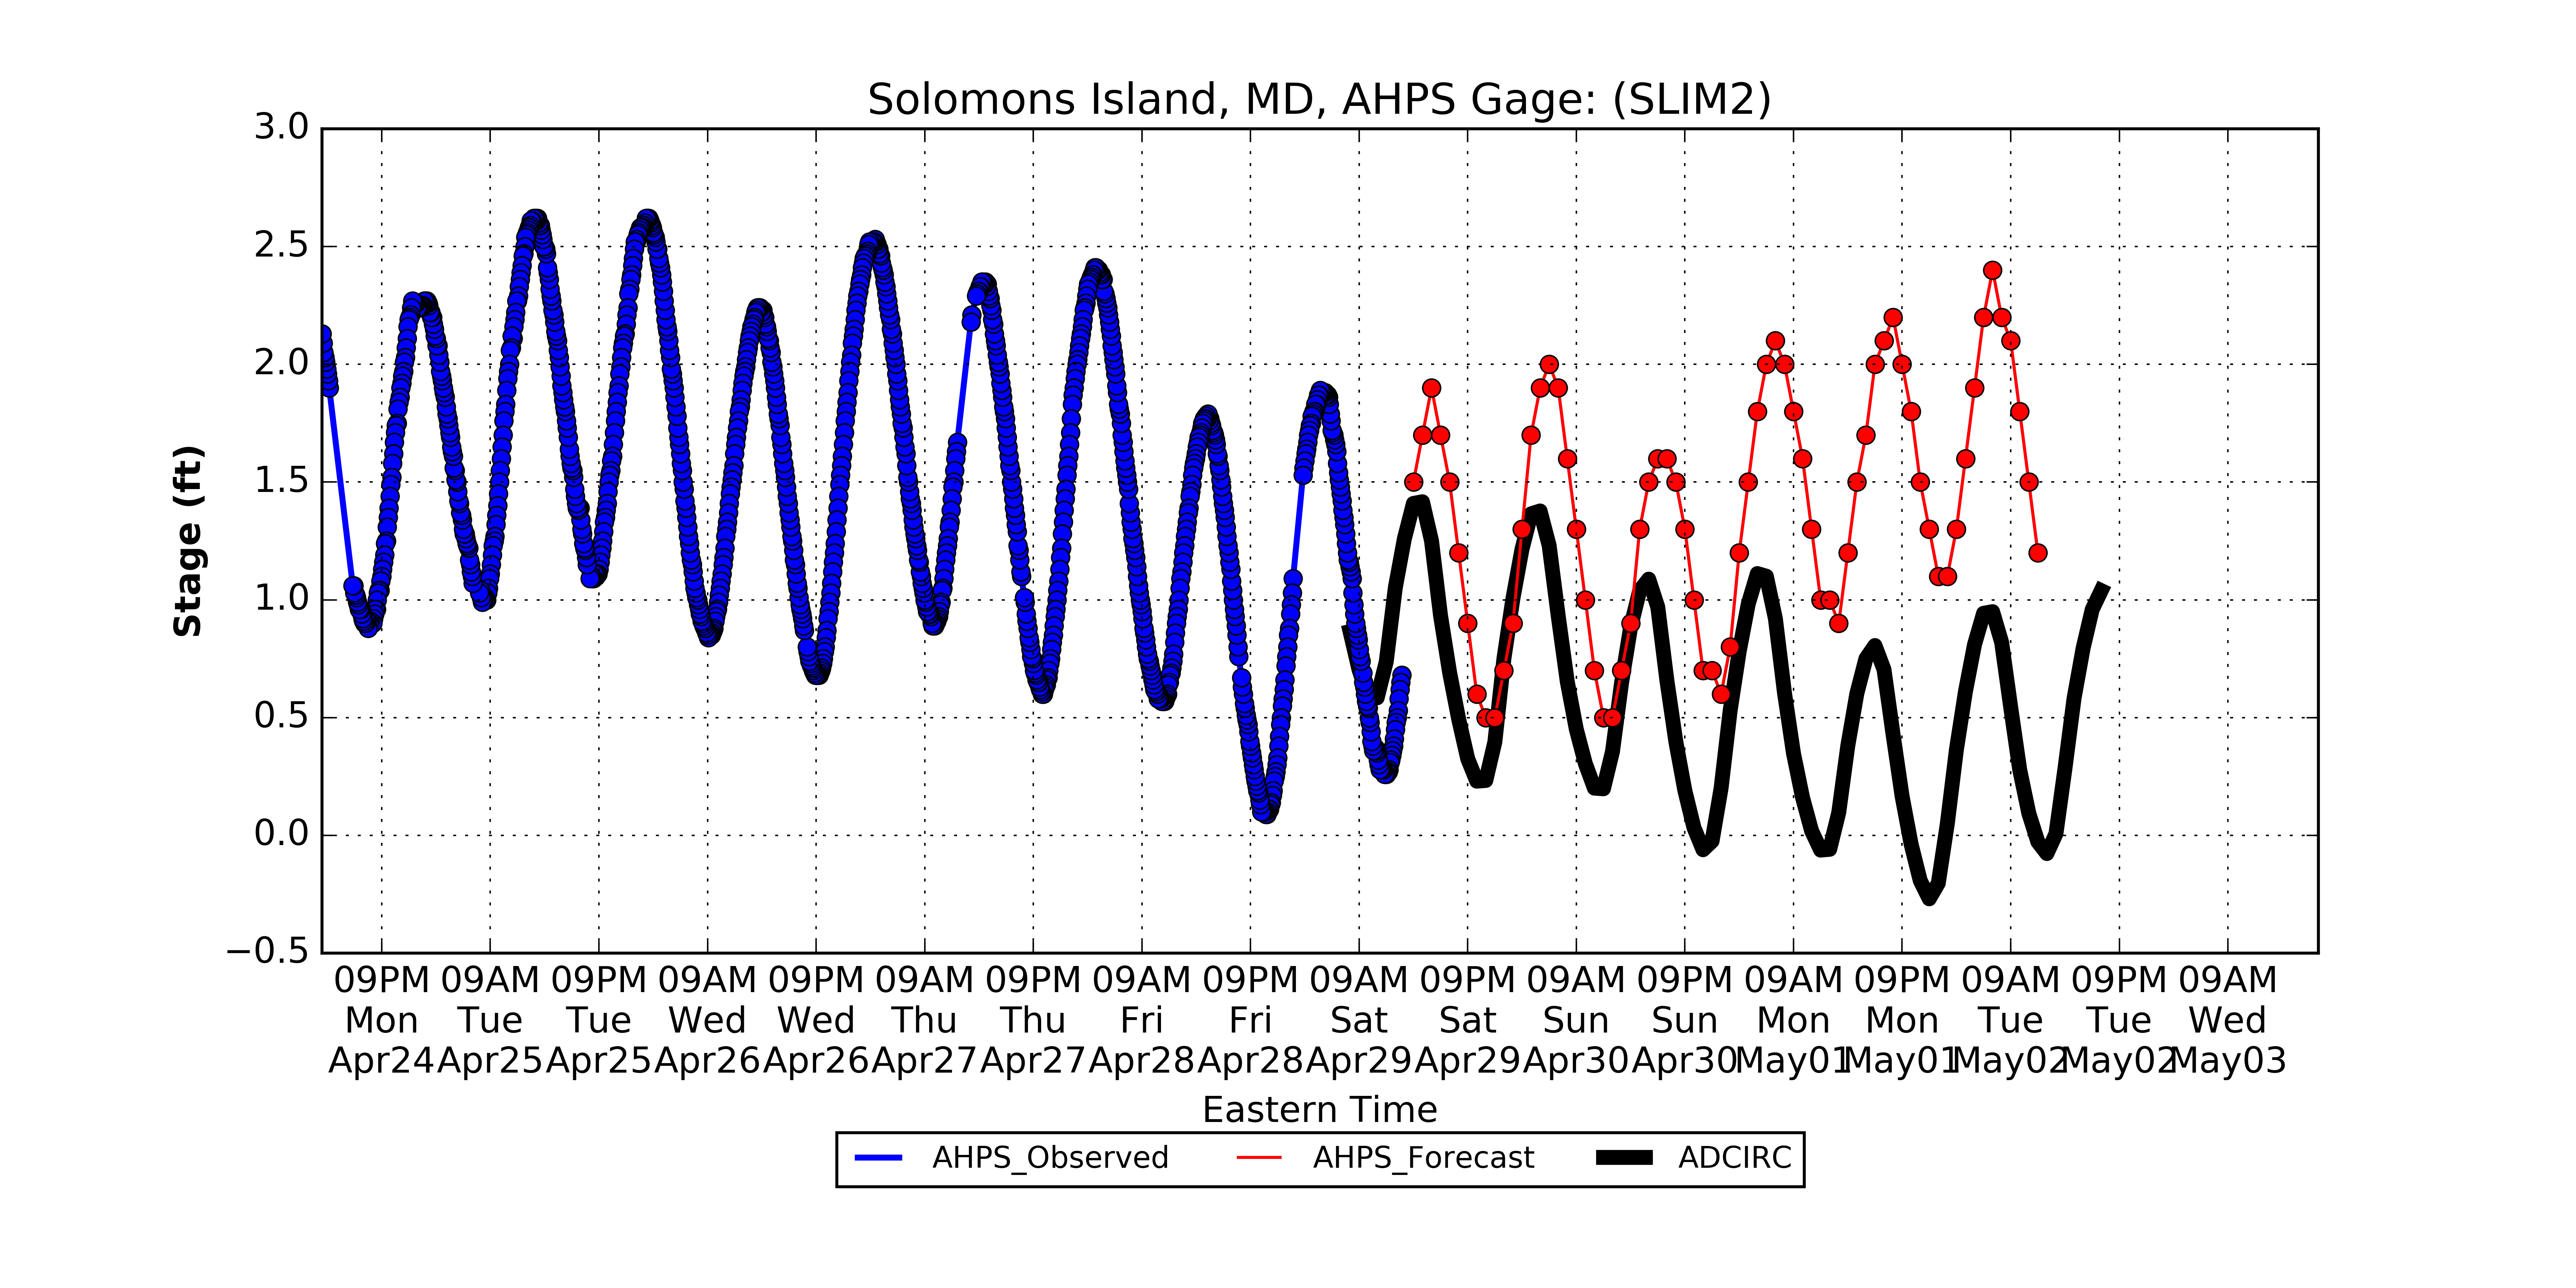 Solomons Island, MD, AHPS Gage: (SLIM2)
3.0
2.5
2.0
1.5
1.0
0.5
0.0
−0.5
Stage (ft)
09PM 09AM 09PM 09AM 09PM 09AM 09PM 09AM 09PM 09AM 09PM 09AM 09PM 09AM 09PM 09AM 09PM 09AM
Mon Tue Tue Wed Wed Thu Thu Fri Fri Sat Sat Sun Sun Mon Mon Tue Tue Wed
Apr24 Apr25 Apr25 Apr26 Apr26 Apr27 Apr27 Apr28 Apr28 Apr29 Apr29 Apr30 Apr30 May01 May01 May02 May02 May03
Eastern Time
AHPS_Observed AHPS_Forecast ADCIRC